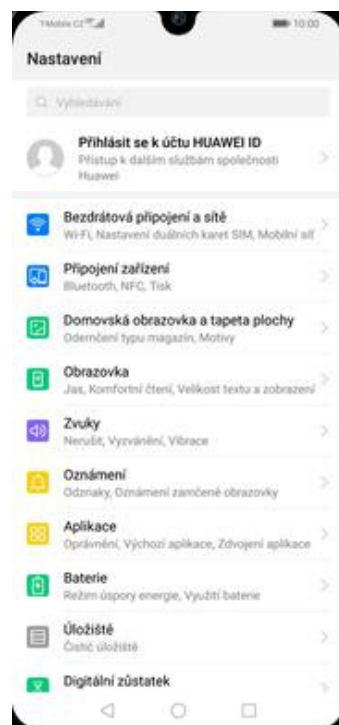 T-Mobile CZ
10:00
Nastavení
Vyhledávání
Přihlásit se k účtu HUAWEI ID
Přístup k dalším službám společnosti
Huawei
Bezdrátová připojení a sítě
Wi-Fi, Nastavení duálních karet SIM, Mobilní síť
Připojení zařízení
Bluetooth, NFC, Tisk
Domovská obrazovka a tapeta plochy
Odemčení typu magazín, Motivy
Obrazovka
Jas, Komfortní čtení, Velikost textu a zobrazení
Zvuky
Nerušit, Vyzvánění, Vibrace
Oznámení
Odznaky, Oznámení zamčené obrazovky
Aplikace
Oprávnění, Výchozí aplikace, Zdvojení aplikace
Baterie
Režim úspory energie, Využití baterie
Úložiště
Čistič úložiště
Digitální zůstatek